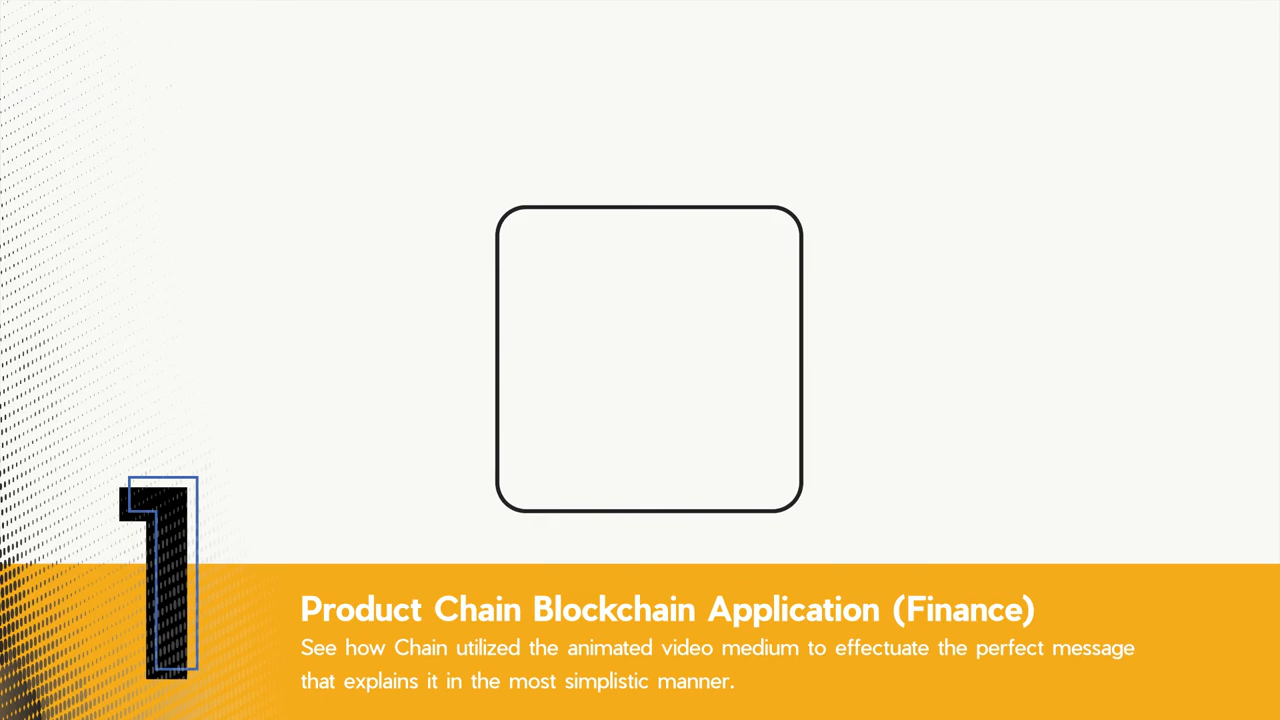 1
Product Chain Blockchain Application (Finance)
See how Chain utilized the animated video medium to effectuate the perfect message
that explains it in the most simplistic manner.